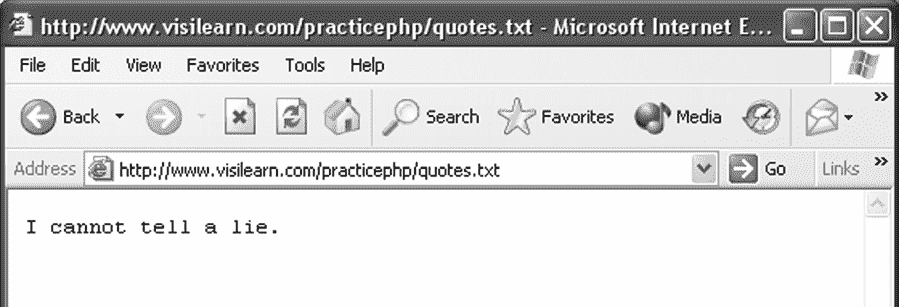 http://www.visilearn.com/practicephp/quotes.txt - Microsoft Internet E...
File Edit View Favorites Tools Help
Back Search Favorites Media »
Address http://www.visilearn.com/practicephp/quotes.txt Go Links »
I cannot tell a lie.